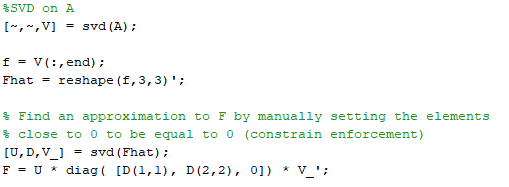 %SVD on A
[~,~,V] = svd(A);
f = V(:,end);
Fhat = reshape(f,3,3)';
% Find an approximation to F by manually setting the elements
% close to 0 to be equal to 0 (constrain enforcement)
[U,D,V_] = svd(Fhat);
F = U * diag( [D(1,1), D(2,2), 0]) * V_';